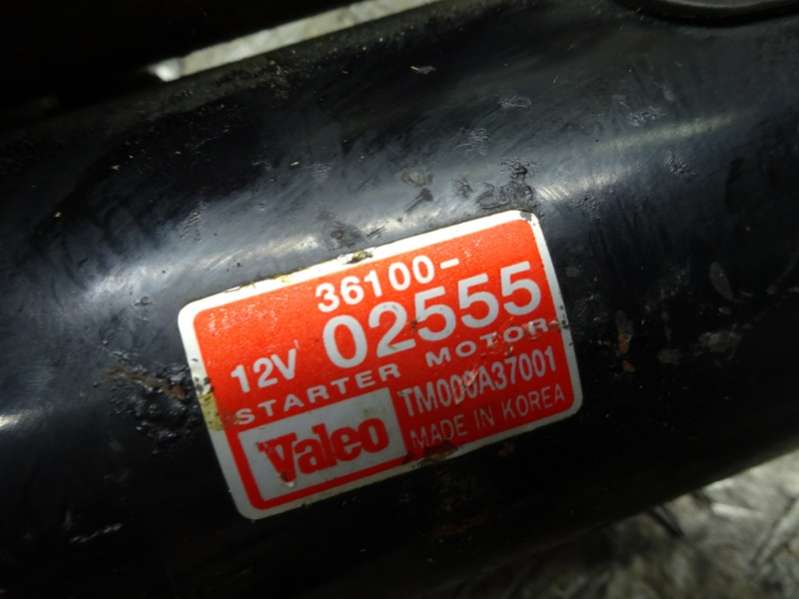 36100-
12V 02555
STARTER MOTOR
Valeo TM000A37001
MADE IN KOREA